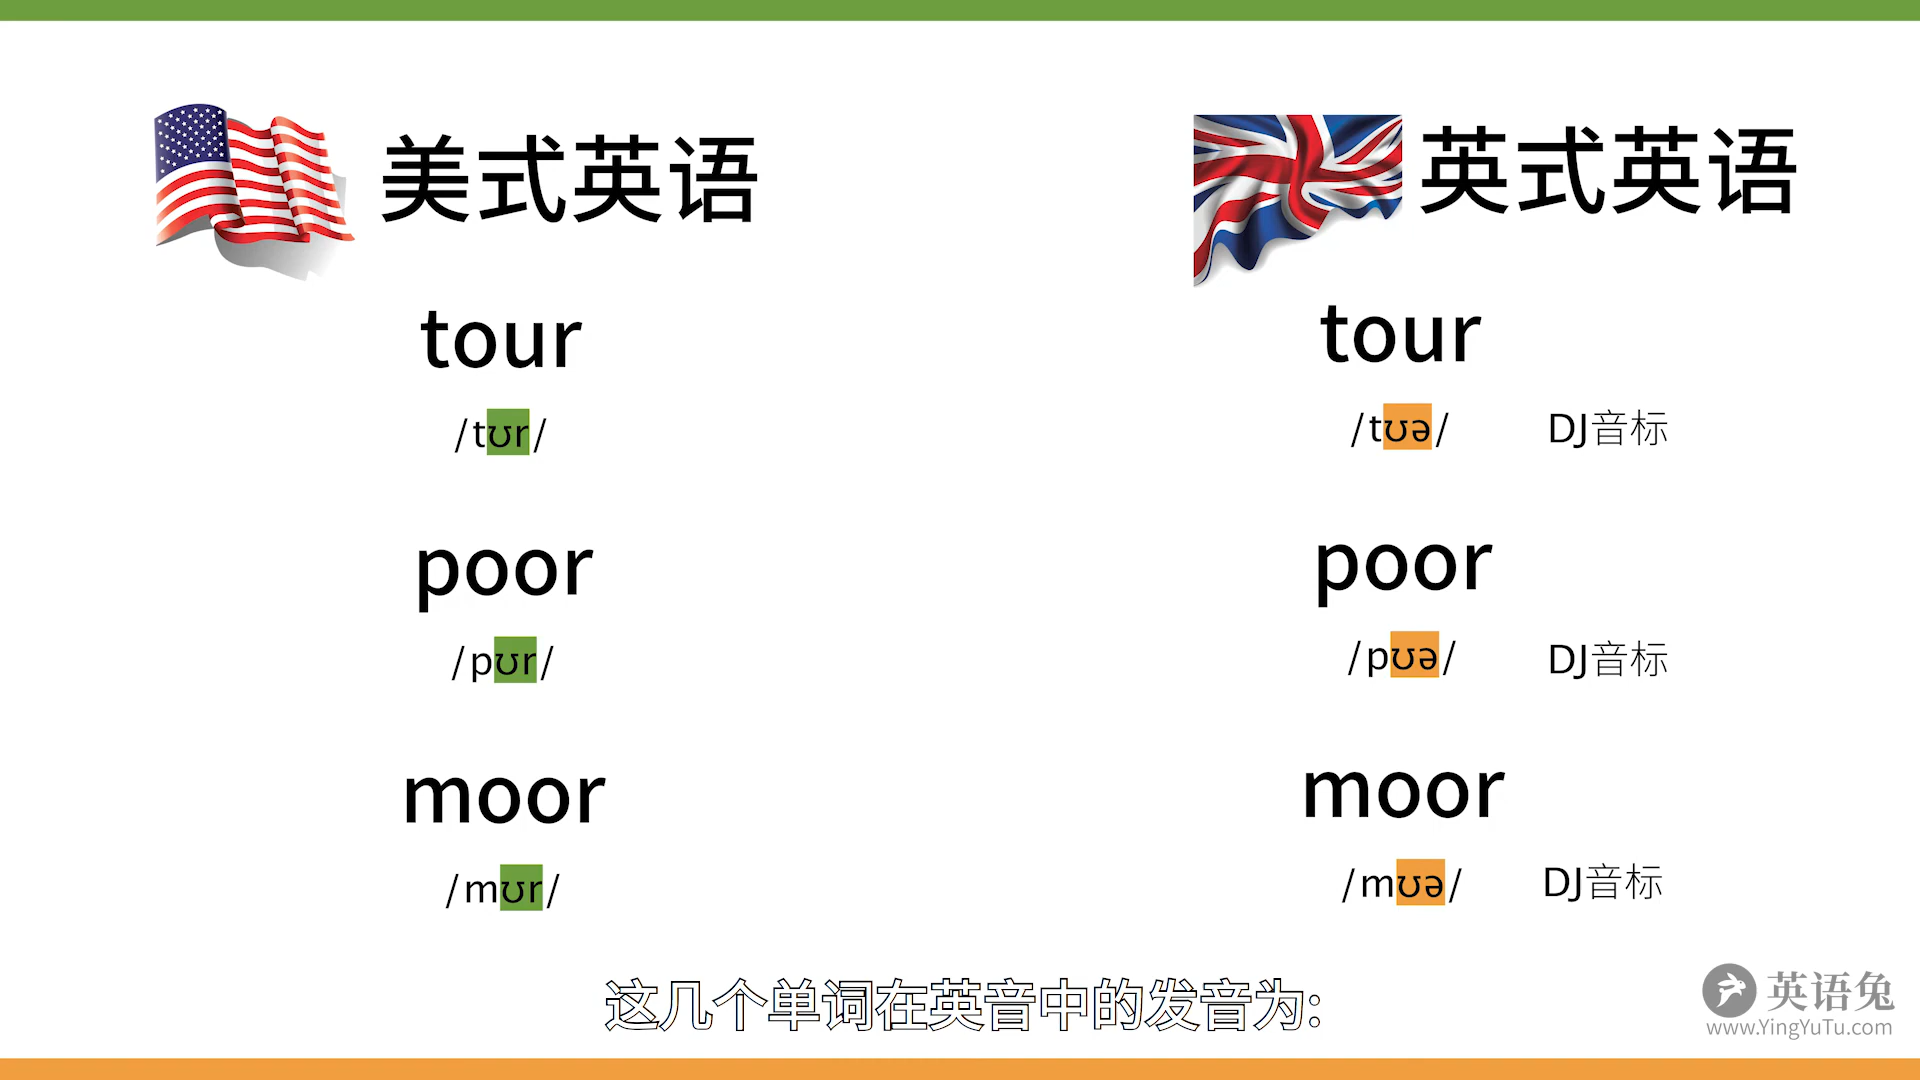 美式英语
英式英语
tour
/tʊr/
tour
/tʊə/ DJ音标
poor
/pʊr/
poor
/pʊə/ DJ音标
moor
/mʊr/
moor
/mʊə/ DJ音标
这几个单词在英音中的发音为:
英语兔
www.YingYuTu.com